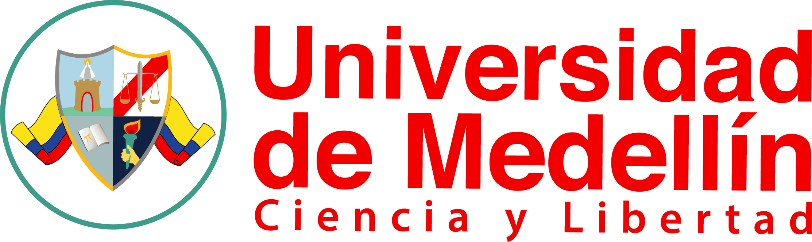 Universidad
de Medellín
Ciencia y Libertad